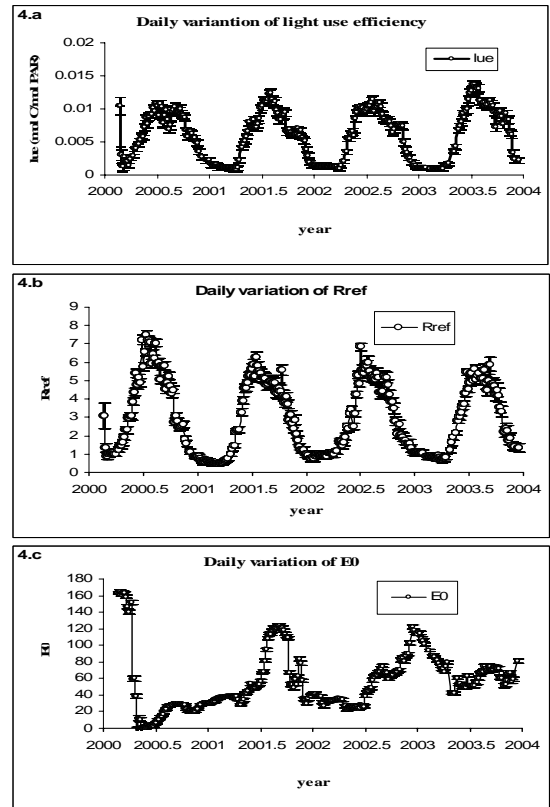 4.a
Daily variantion of light use efficiency
lue (mol C/mol PAR)
0.02
0.015
0.01
0.005
0
lue
2000 2000.5 2001 2001.5 2002 2002.5 2003 2003.5 2004
year
4.b
Daily variation of Rref
Rref
9
8
7
6
5
4
3
2
1
0
Rref
2000 2000.5 2001 2001.5 2002 2002.5 2003 2003.5 2004
year
4.c
Daily variation of E0
E0
180
160
140
120
100
80
60
40
20
0
E0
2000 2000.5 2001 2001.5 2002 2002.5 2003 2003.5 2004
year